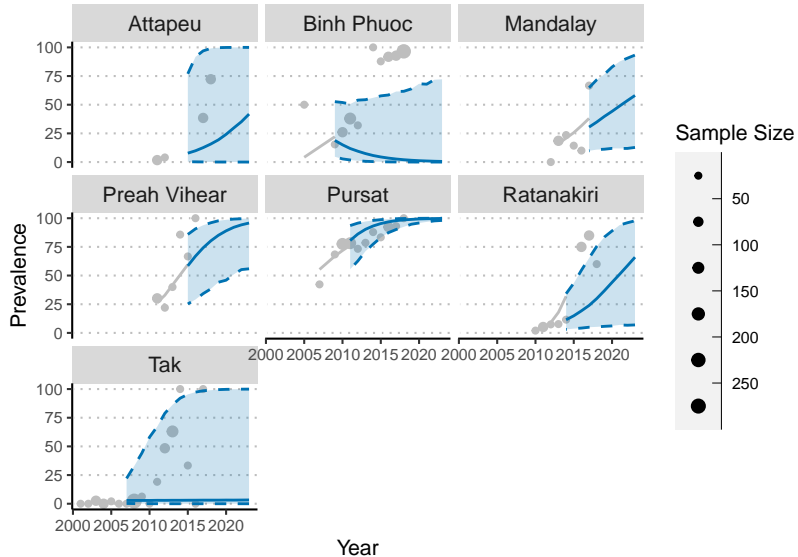 Attapeu Binh Phuoc Mandalay
100
75
50
25
0
Sample Size
50
100
150
200
250
Preah Vihear Pursat Ratanakiri
100
75
50
25
0
Prevalence
2000 2005 2010 2015 2020 2000 2005 2010 2015 2020
Tak
100
75
50
25
0
2000 2005 2010 2015 2020
Year